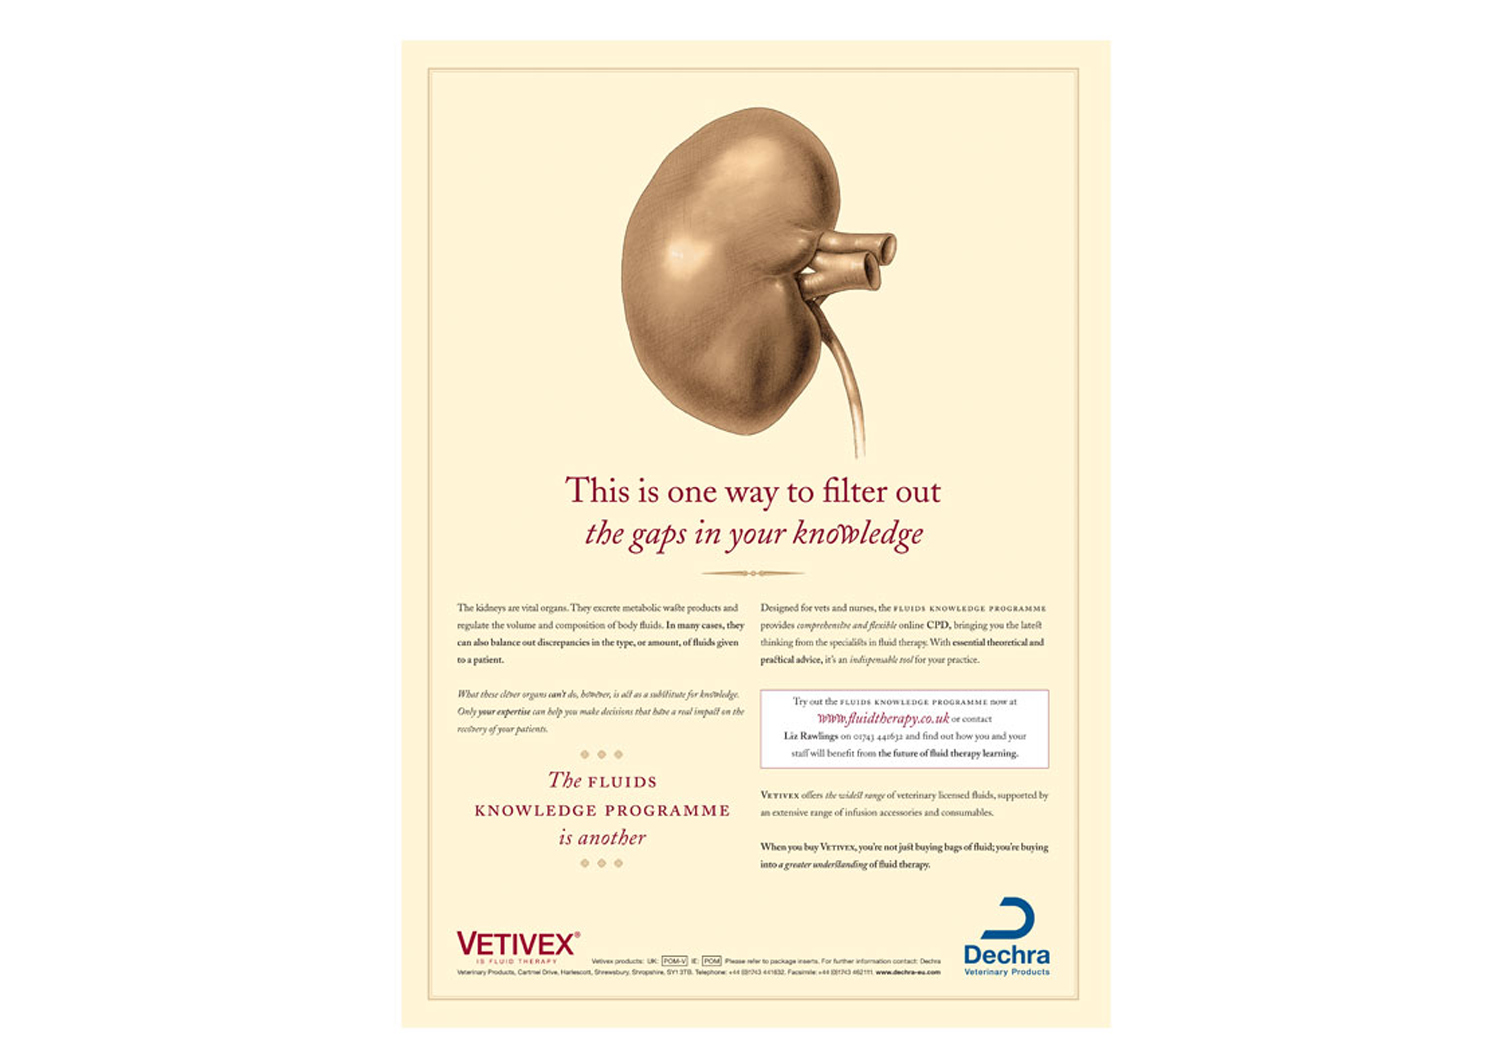 This is one way to filter out
the gaps in your knowledge
The kidneys are vital organs. They excrete metabolic waste products and
regulate the volume and composition of body fluids. In many cases, they
can also balance out discrepancies in the type, or amount, of fluids given
to a patient.
What these clever organs can't do, however, is act as a substitute for knowledge.
Only your expertise can help you make decisions that have a real impact on the
recovery of your patients.
The FLUIDS
KNOWLEDGE PROGRAMME
is another
Designed for vets and nurses, the FLUIDS KNOWLEDGE PROGRAMME
provides comprehensive and flexible online CPD, bringing you the latest
thinking from the specialists in fluid therapy. With essential theoretical and
practical advice, it's an indispensable tool for your practice.
Try out the FLUIDS KNOWLEDGE PROGRAMME now at
www.fluidtherapy.co.uk or contact
Liz Rawlings on 01743 441632 and find out how you and your
staff will benefit from the future of fluid therapy learning.
VETIVEX offers the widest range of veterinary licensed fluids, supported by
an extensive range of infusion accessories and consumables.
When you buy VETIVEX, you're not just buying bags of fluid; you're buying
into a greater understanding of fluid therapy.
VETIVEX®
IS FLUID THERAPY
Vetivex products: UK: POM-V IE: POM Please refer to package inserts. For further information contact: Dechra
Veterinary Products, Cartmel Drive, Harlescott, Shrewsbury, Shropshire, SY1 3TB. Telephone: +44 (0)1743 441632. Facsimile: +44 (0)1743 462111. www.dechra-eu.com
Dechra
Veterinary Products